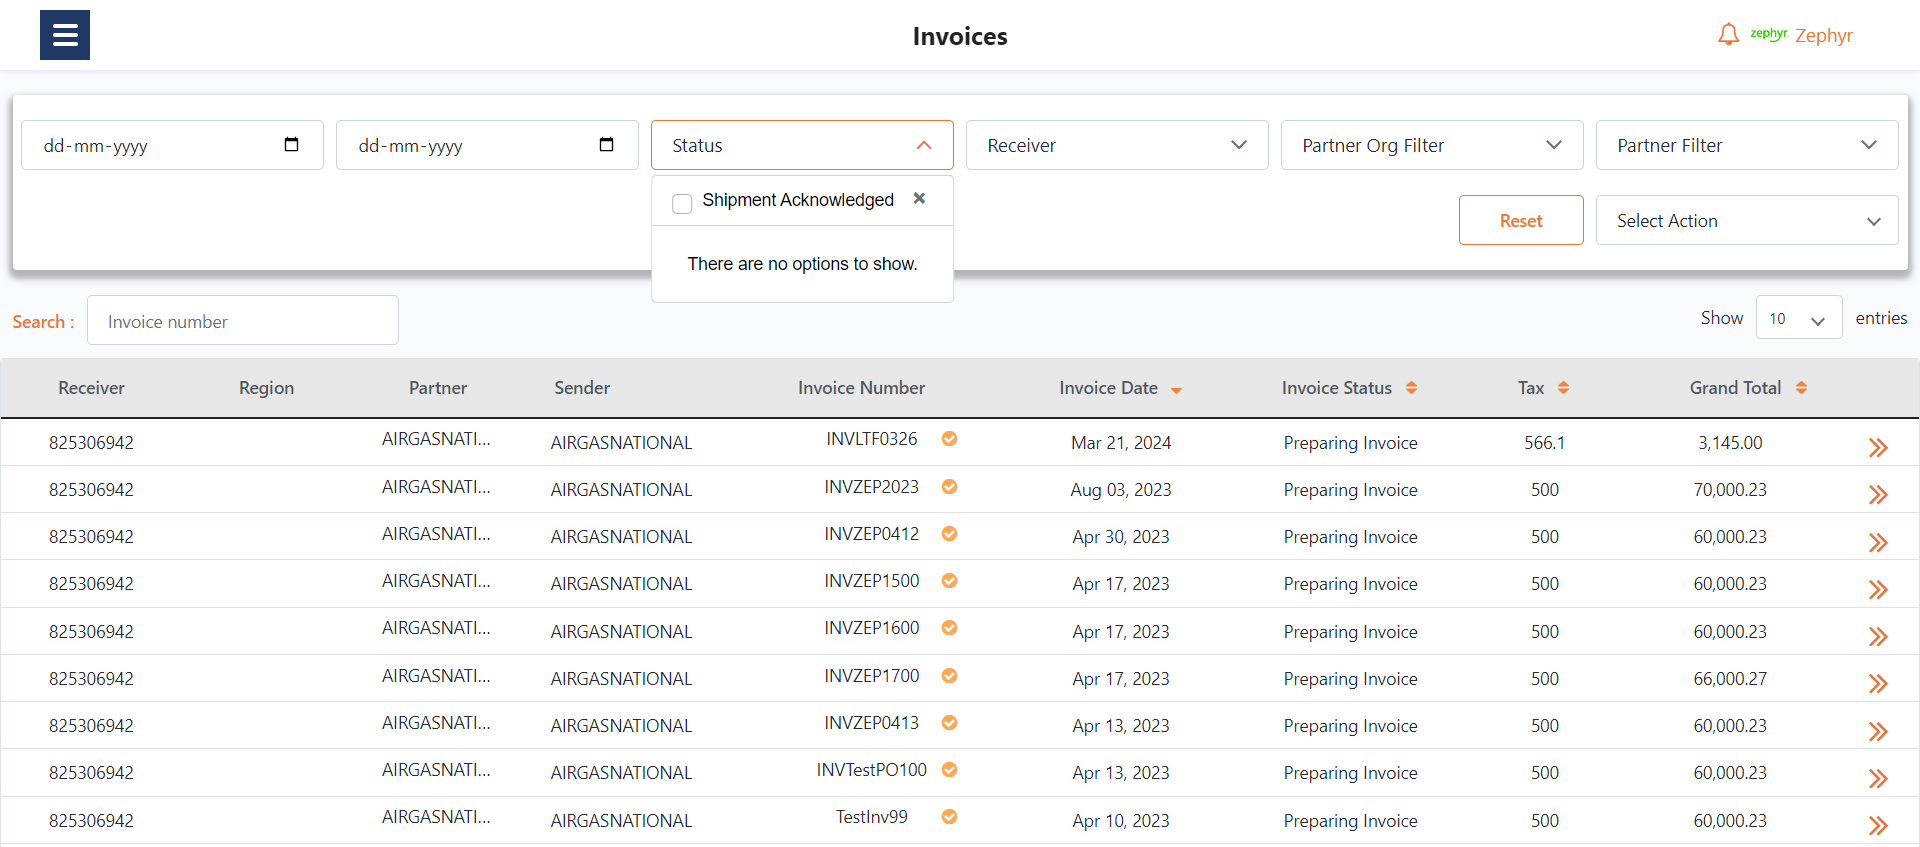 Invoices
zephyr Zephyr
dd-mm-yyyy dd-mm-yyyy Status Receiver Partner Org Filter Partner Filter
Shipment Acknowledged
Reset Select Action
There are no options to show.
Search : Invoice number Show 10 entries
Receiver Region Partner Sender Invoice Number Invoice Date Invoice Status Tax Grand Total
825306942 AIRGASNATI... AIRGASNATIONAL INVLTF0326 Mar 21, 2024 Preparing Invoice 566.1 3,145.00
825306942 AIRGASNATI... AIRGASNATIONAL INVZEP2023 Aug 03, 2023 Preparing Invoice 500 70,000.23
825306942 AIRGASNATI... AIRGASNATIONAL INVZEP0412 Apr 30, 2023 Preparing Invoice 500 60,000.23
825306942 AIRGASNATI... AIRGASNATIONAL INVZEP1500 Apr 17, 2023 Preparing Invoice 500 60,000.23
825306942 AIRGASNATI... AIRGASNATIONAL INVZEP1600 Apr 17, 2023 Preparing Invoice 500 60,000.23
825306942 AIRGASNATI... AIRGASNATIONAL INVZEP1700 Apr 17, 2023 Preparing Invoice 500 66,000.27
825306942 AIRGASNATI... AIRGASNATIONAL INVZEP0413 Apr 13, 2023 Preparing Invoice 500 60,000.23
825306942 AIRGASNATI... AIRGASNATIONAL INVTestPO100 Apr 13, 2023 Preparing Invoice 500 60,000.23
825306942 AIRGASNATI... AIRGASNATIONAL TestInv99 Apr 10, 2023 Preparing Invoice 500 60,000.23